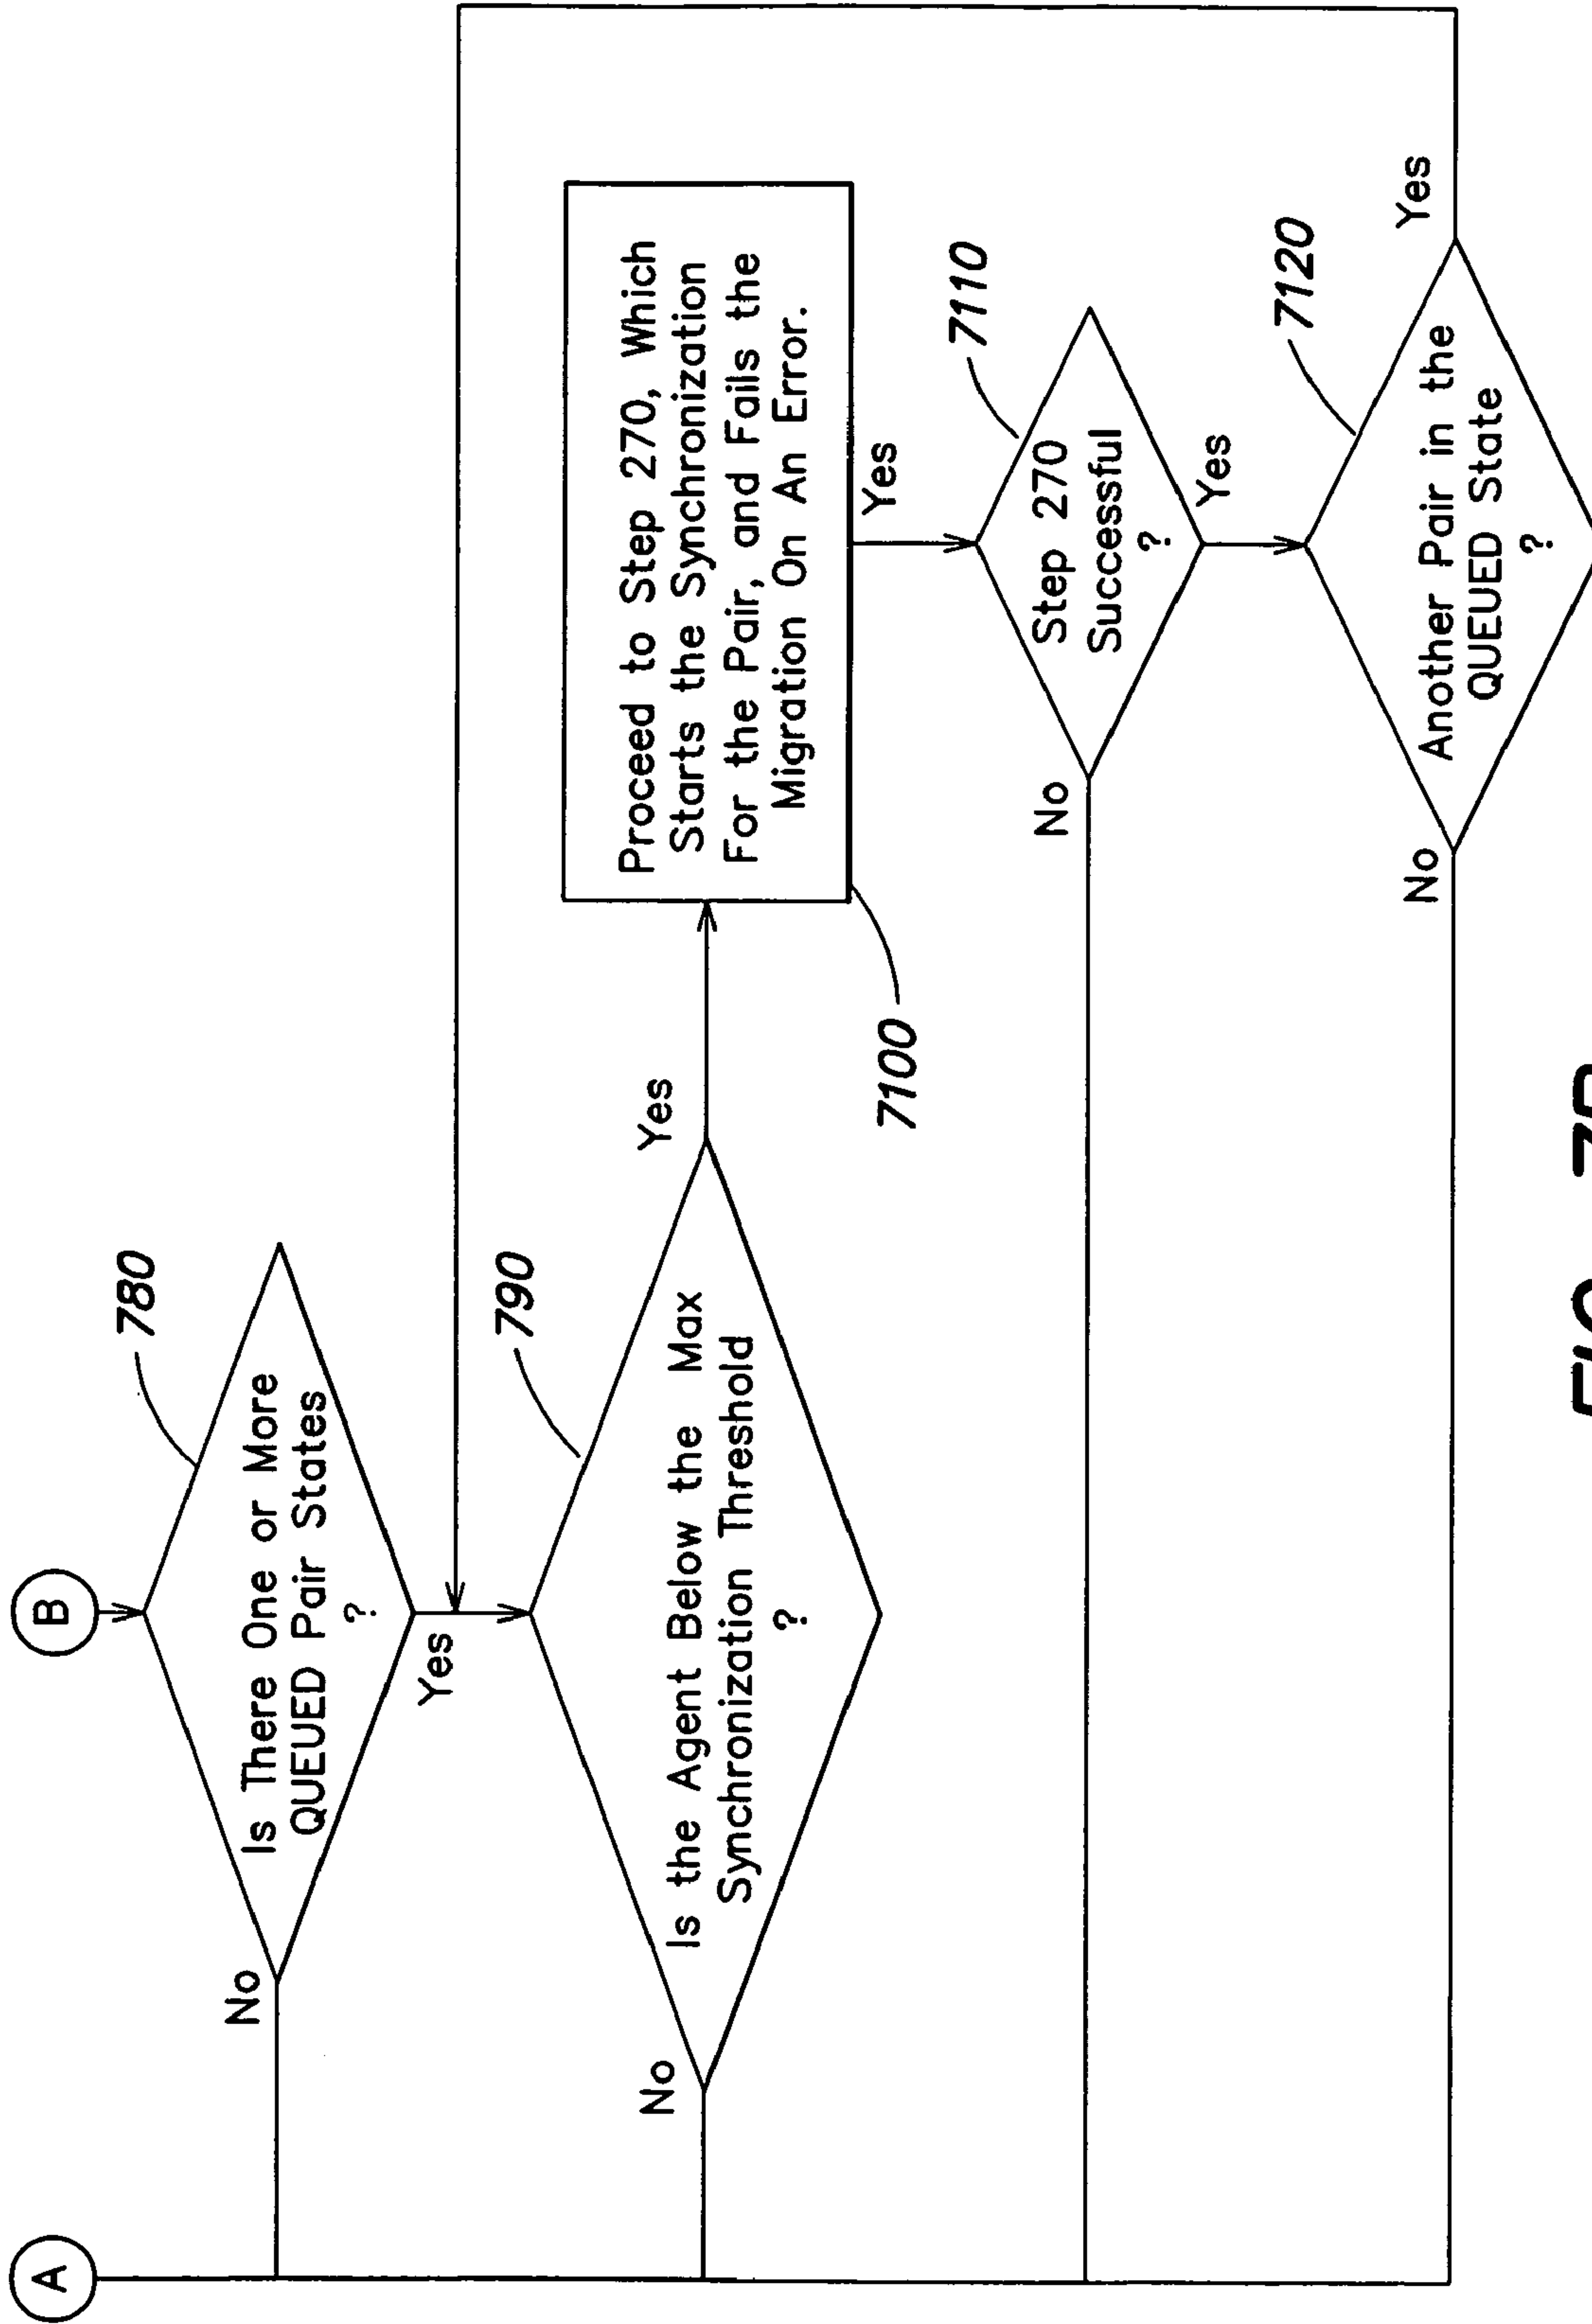 A
B
780
Is There One or More
QUEUED Pair States
?
No
Yes
790
Is the Agent Below the Max
Synchronization Threshold
?
No
Yes
Proceed to Step 270, Which
Starts the Synchronization
For the Pair, and Fails the
Migration On An Error.
7100
Yes
7110
Step 270
Successful
?
No
Yes
7120
Another Pair in the
QUEUED State
?
No
Yes